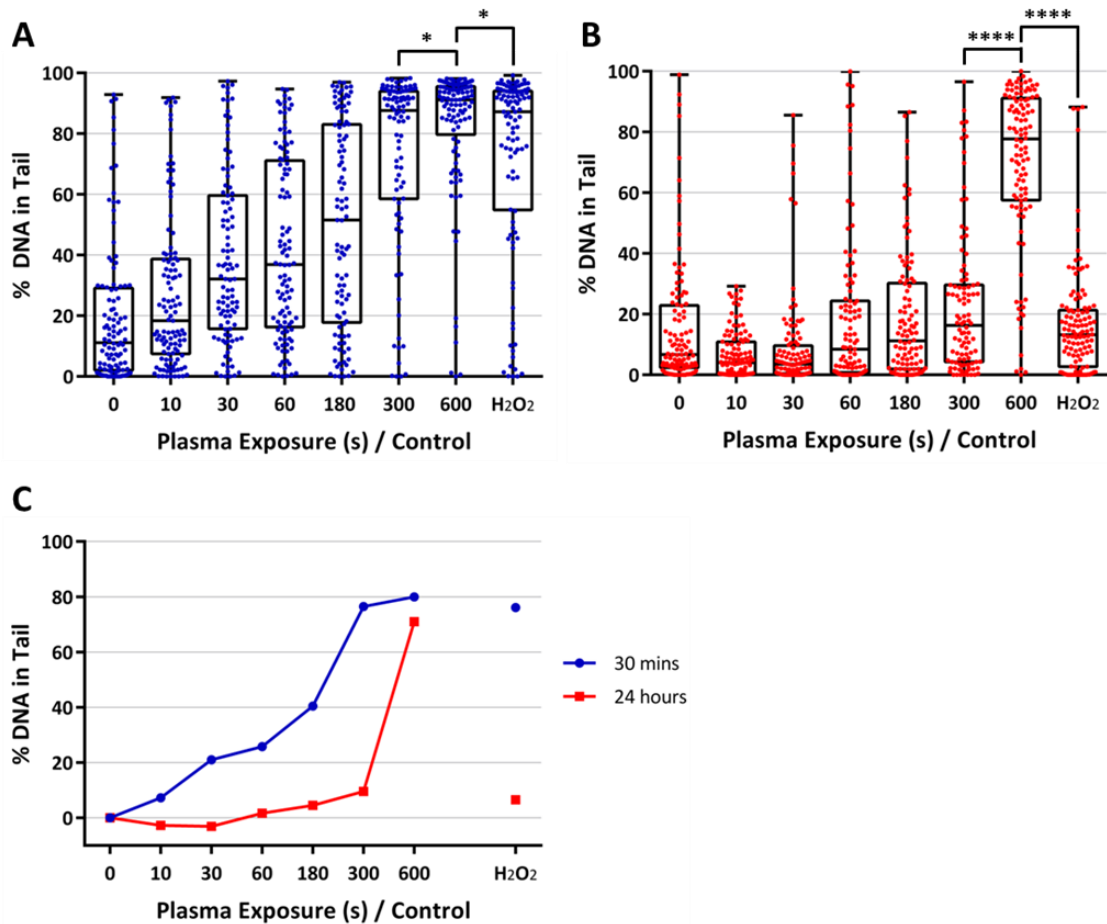 A
* *
100
80
60
40
20
0
% DNA in Tail
0 10 30 60 180 300 600 H₂O₂
Plasma Exposure (s) / Control
B
**** ****
100
80
60
40
20
0
% DNA in Tail
0 10 30 60 180 300 600 H₂O₂
Plasma Exposure (s) / Control
C
100
80
60
40
20
0
% DNA in Tail
0 10 30 60 180 300 600 H₂O₂
Plasma Exposure (s) / Control
30 mins
24 hours